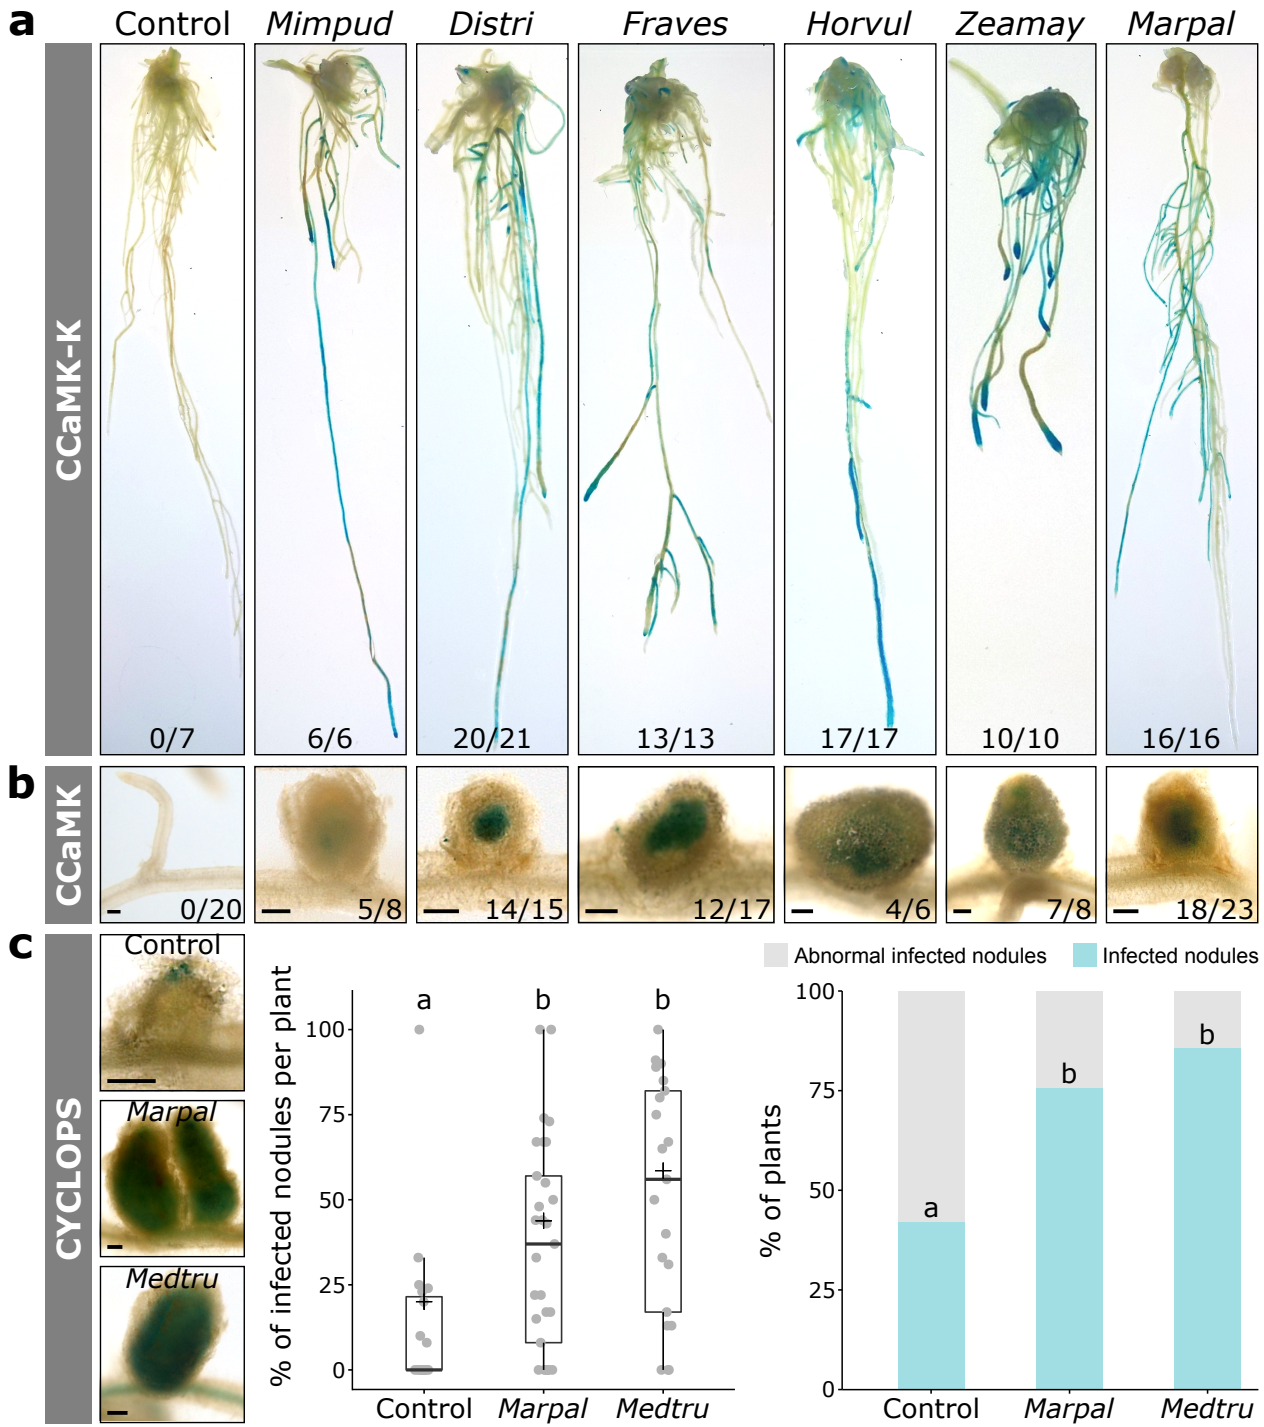 a
Control Mimpud Distri Fraves Horvul Zeamay Marpal
CCaMK-K
0/7 6/6 20/21 13/13 17/17 10/10 16/16
b
CCaMK
0/20 5/8 14/15 12/17 4/6 7/8 18/23
c
CYCLOPS
Control
Marpal
Medtru
% of infected nodules per plant
a b b
100
75
50
25
0
Control Marpal Medtru
Abnormal infected nodules Infected nodules
% of plants
100
75
50
25
0
a
b
b
Control Marpal Medtru